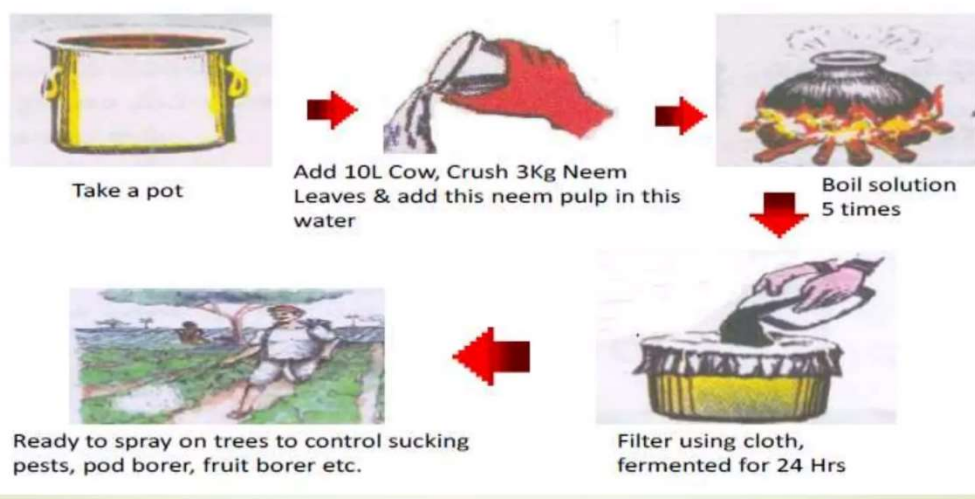 Take a pot
Add 10L Cow, Crush 3Kg Neem
Leaves & add this neem pulp in this
water
Boil solution
5 times
Filter using cloth,
fermented for 24 Hrs
Ready to spray on trees to control sucking
pests, pod borer, fruit borer etc.